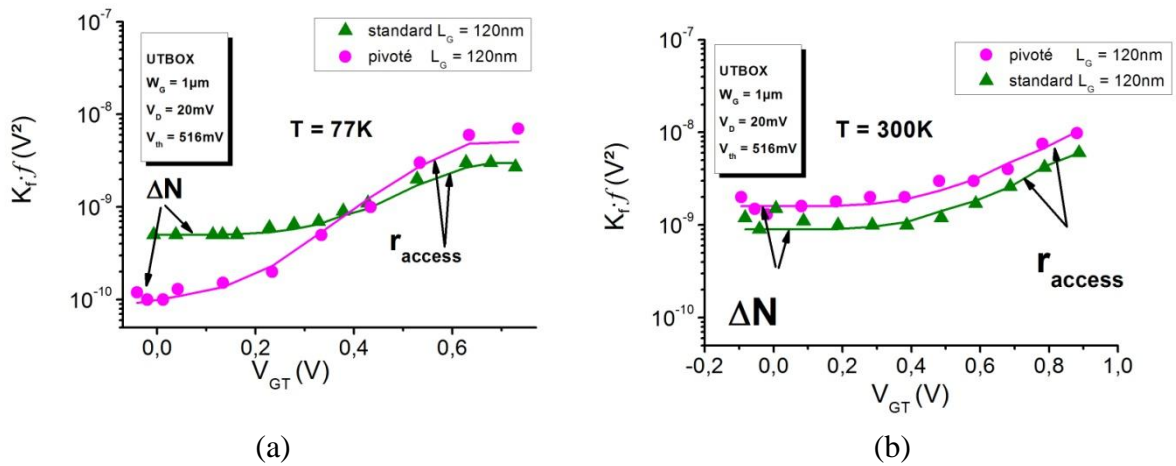 10⁻⁷
10⁻⁸
10⁻⁹
10⁻¹⁰
K_f·f (V²)
UTBOX
W_G = 1µm
V_D = 20mV
V_th = 516mV
standard L_G = 120nm
pivoté L_G = 120nm
T = 77K
ΔN
r_access
0,0 0,2 0,4 0,6
V_GT (V)
(a)
10⁻⁷
10⁻⁸
10⁻⁹
10⁻¹⁰
K_f·f (V²)
UTBOX
W_G = 1µm
V_D = 20mV
V_th = 516mV
pivoté L_G = 120nm
standard L_G = 120nm
T = 300K
ΔN
r_access
-0,2 0,0 0,2 0,4 0,6 0,8 1,0
V_GT (V)
(b)